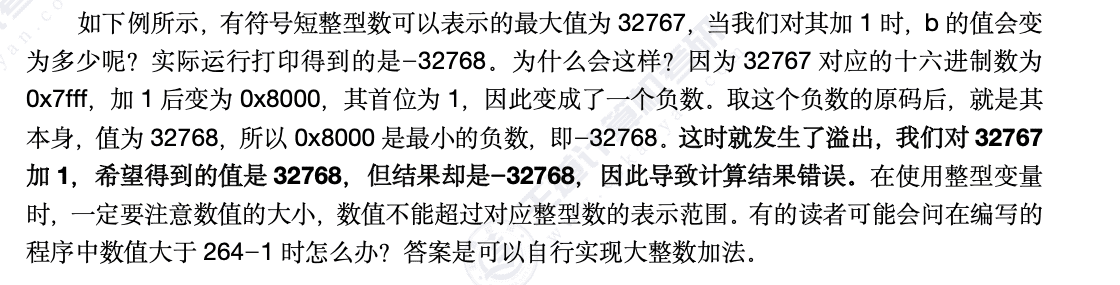 如下例所示，有符号短整型数可以表示的最大值为 32767，当我们对其加 1 时，b 的值会变
为多少呢？实际运行打印得到的是−32768。为什么会这样？因为 32767 对应的十六进制数为
0x7fff，加 1 后变为 0x8000，其首位为 1，因此变成了一个负数。取这个负数的原码后，就是其
本身，值为 32768，所以 0x8000 是最小的负数，即−32768。这时就发生了溢出，我们对 32767
加 1，希望得到的值是 32768，但结果却是−32768，因此导致计算结果错误。在使用整型变量
时，一定要注意数值的大小，数值不能超过对应整型数的表示范围。有的读者可能会问在编写的
程序中数值大于 264−1 时怎么办？答案是可以自行实现大整数加法。